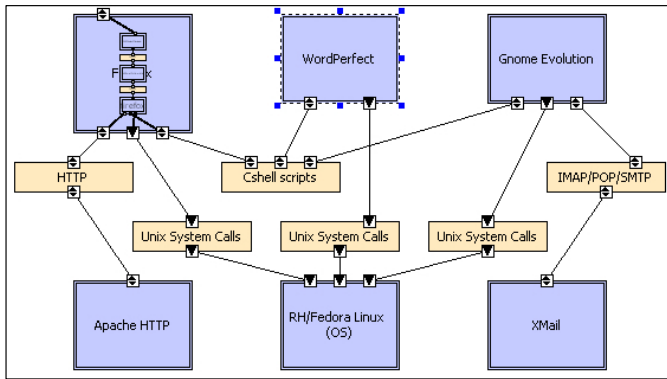 WordPerfect
Gnome Evolution
HTTP
Cshell scripts
IMAP/POP/SMTP
Unix System Calls
Unix System Calls
Unix System Calls
Apache HTTP
RH/Fedora Linux
(OS)
XMail